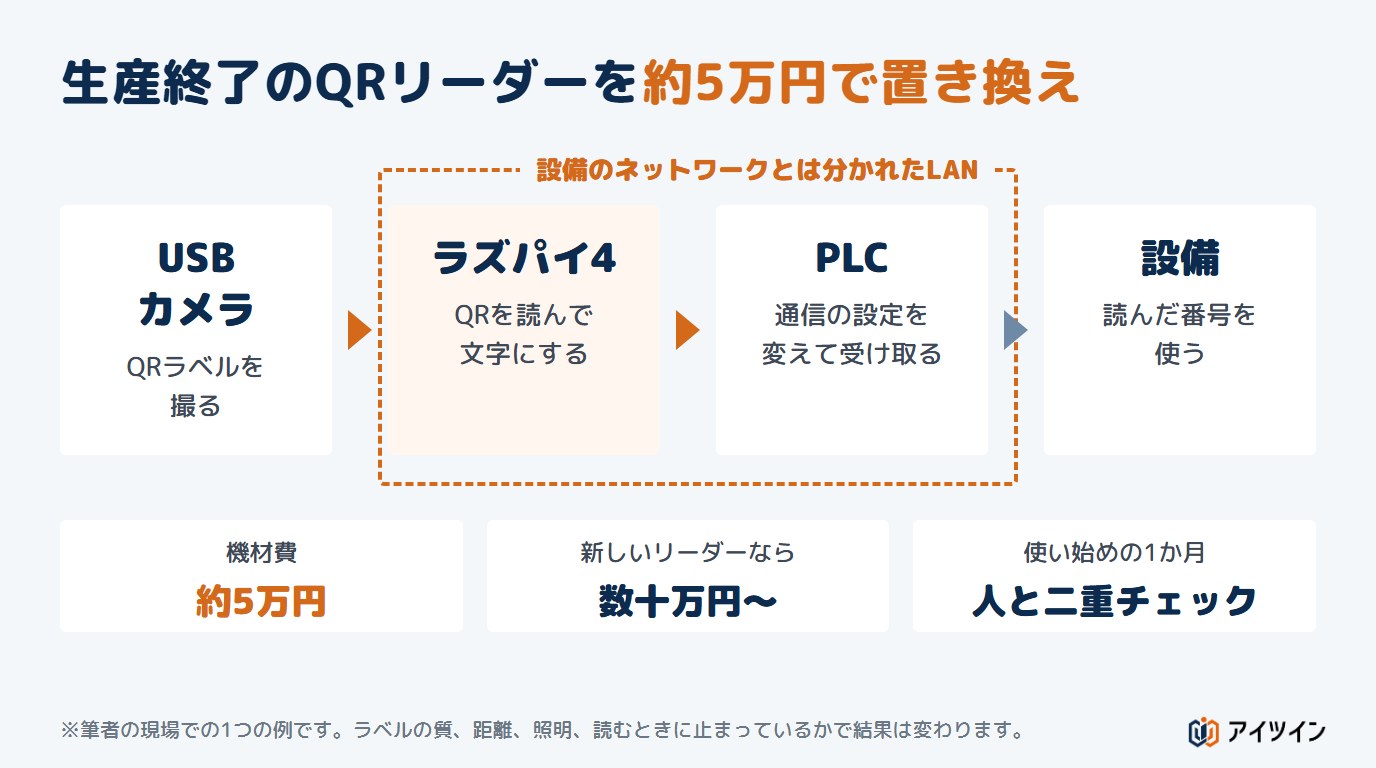 生産終了のQRリーダーを約5万円で置き換え
設備のネットワークとは分かれたLAN
USB
カメラ
QRラベルを
撮る
ラズパイ4
QRを読んで
文字にする
PLC
通信の設定を
変えて受け取る
設備
読んだ番号を
使う
機材費
約5万円
新しいリーダーなら
数十万円〜
使い始めの1か月
人と二重チェック
※筆者の現場での1つの例です。ラベルの質、距離、照明、読むときに止まっているかで結果は変わります。
アイツイン